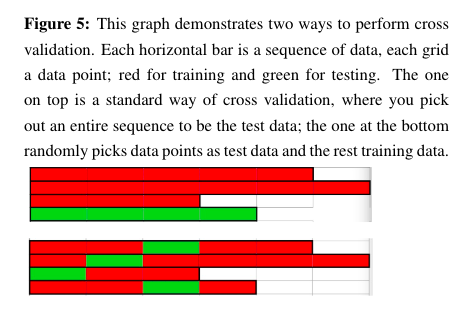 Figure 5: This graph demonstrates two ways to perform cross
validation. Each horizontal bar is a sequence of data, each grid
a data point; red for training and green for testing. The one
on top is a standard way of cross validation, where you pick
out an entire sequence to be the test data; the one at the bottom
randomly picks data points as test data and the rest training data.